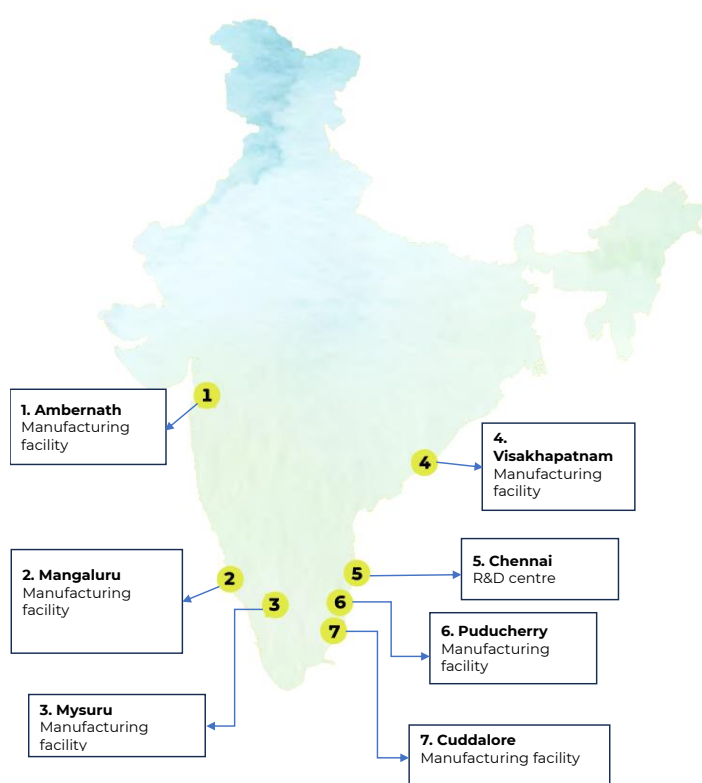 1
1. Ambernath
Manufacturing
facility
4
4.
Visakhapatnam
Manufacturing
facility
2
2. Mangaluru
Manufacturing
facility
5
5. Chennai
R&D centre
3
6
6. Puducherry
Manufacturing
facility
7
3. Mysuru
Manufacturing
facility
7. Cuddalore
Manufacturing facility